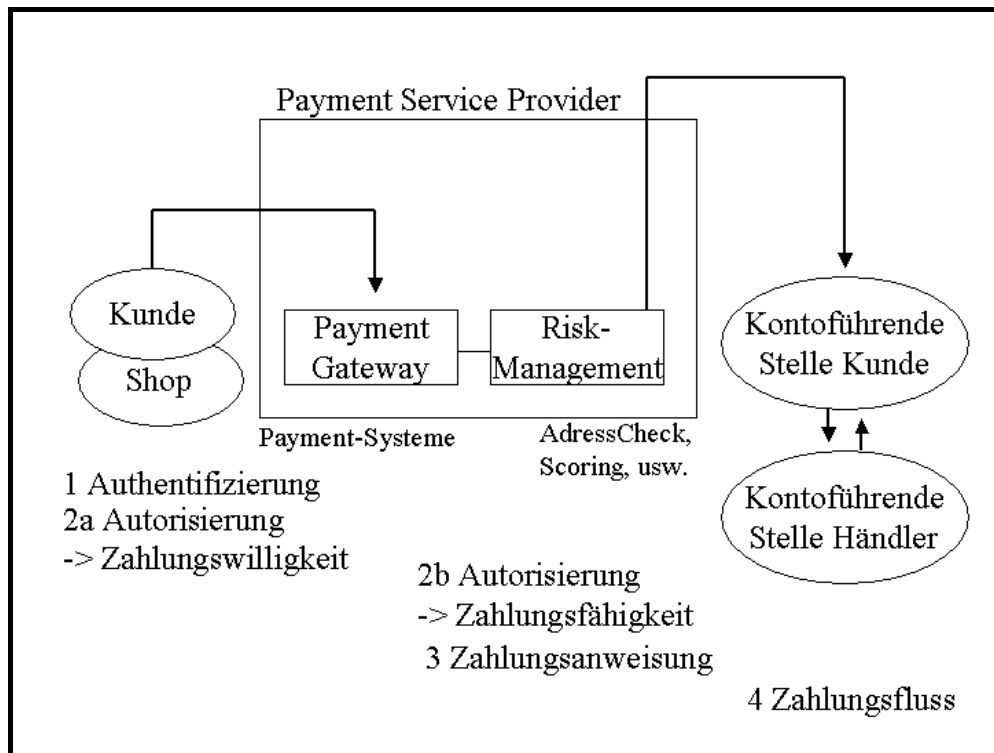 Payment Service Provider
Kunde
Shop
Payment
Gateway
Risk-
Management
Kontoführende
Stelle Kunde
Payment-Systeme
AdressCheck,
Scoring, usw.
Kontoführende
Stelle Händler
1 Authentifizierung
2a Autorisierung
-> Zahlungswilligkeit
2b Autorisierung
-> Zahlungsfähigkeit
3 Zahlungsanweisung
4 Zahlungsfluss